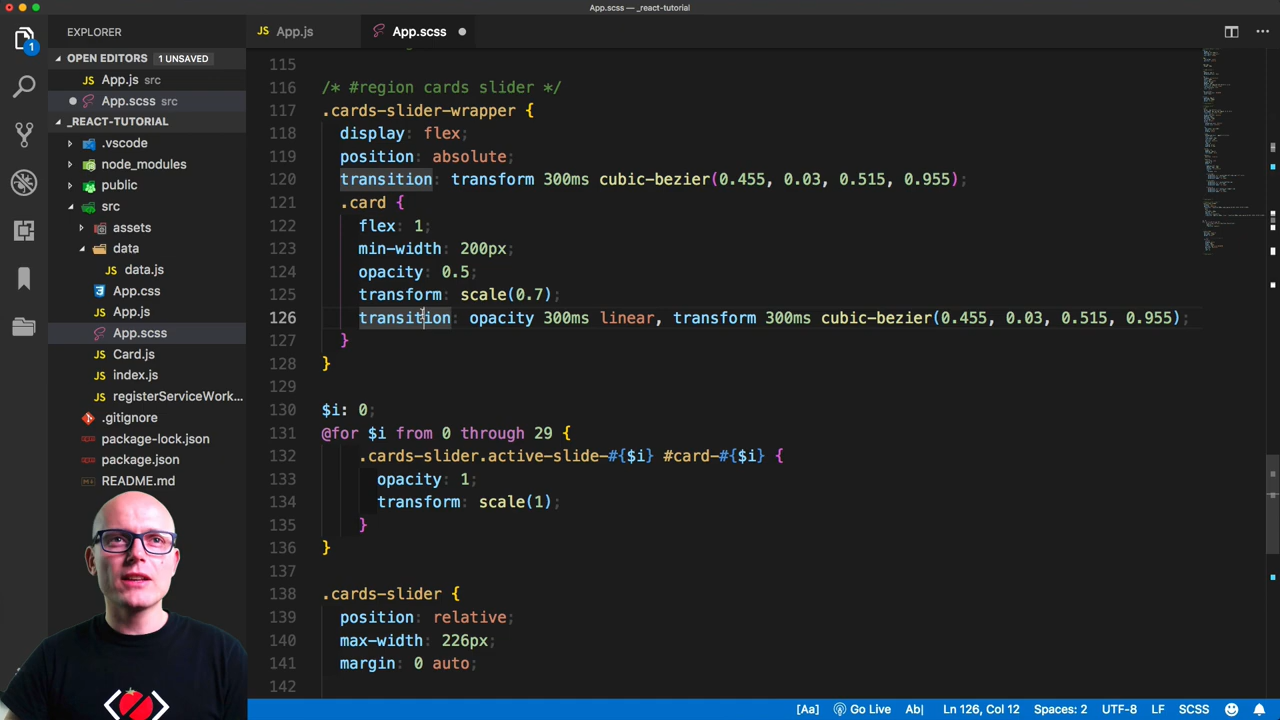 App.scss — _react-tutorial
EXPLORER
OPEN EDITORS 1 UNSAVED
App.js src
App.scss src
_REACT-TUTORIAL
.vscode
node_modules
public
src
assets
data
data.js
App.css
App.js
App.scss
Card.js
index.js
registerServiceWork...
.gitignore
package-lock.json
package.json
README.md
1
App.js
App.scss
115
116 /* #region cards slider */
117 .cards-slider-wrapper {
118 display: flex;
119 position: absolute;
120 transition: transform 300ms cubic-bezier(0.455, 0.03, 0.515, 0.955);
121 .card {
122 flex: 1;
123 min-width: 200px;
124 opacity: 0.5;
125 transform: scale(0.7);
126 transition: opacity 300ms linear, transform 300ms cubic-bezier(0.455, 0.03, 0.515, 0.955);
127 }
128 }
129
130 $i: 0;
131 @for $i from 0 through 29 {
132 .cards-slider.active-slide-#{$i} #card-#{$i} {
133 opacity: 1;
134 transform: scale(1);
135 }
136 }
137
138 .cards-slider {
139 position: relative;
140 max-width: 226px;
141 margin: 0 auto;
142
[Aa] Go Live Ab| Ln 126, Col 12 Spaces: 2 UTF-8 LF SCSS